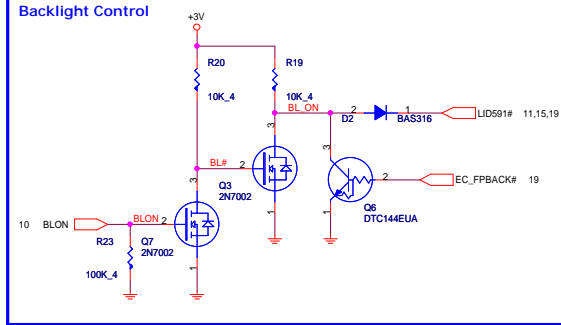 Backlight Control
+3V
R20
R19
10K_4
10K_4
BL_ON
2
1
D2
BAS316
LID591# 11,15,19
3
3
BL#
2
2
EC_FPBACK# 19
3
Q3
2N7002
1
1
Q6
DTC144EUA
10 BLON
BLON
2
R23
Q7
2N7002
1
100K_4